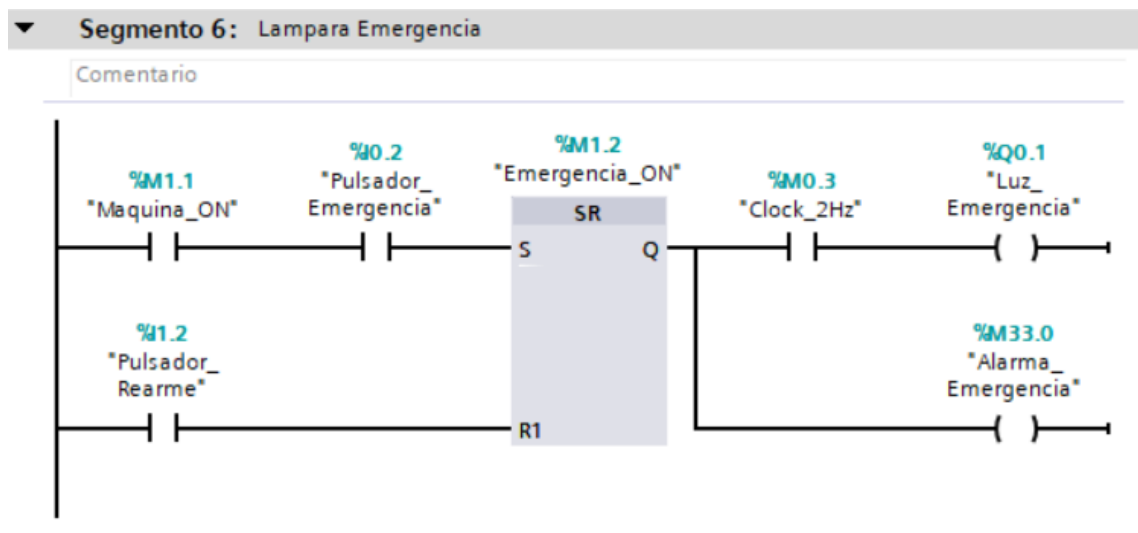 Segmento 6: Lampara Emergencia
Comentario
%M1.1
"Maquina_ON"
%I0.2
"Pulsador_
Emergencia"
%M1.2
"Emergencia_ON"
SR
S
Q
%M0.3
"Clock_2Hz"
%Q0.1
"Luz_
Emergencia"
%I1.2
"Pulsador_
Rearme"
R1
%M33.0
"Alarma_
Emergencia"